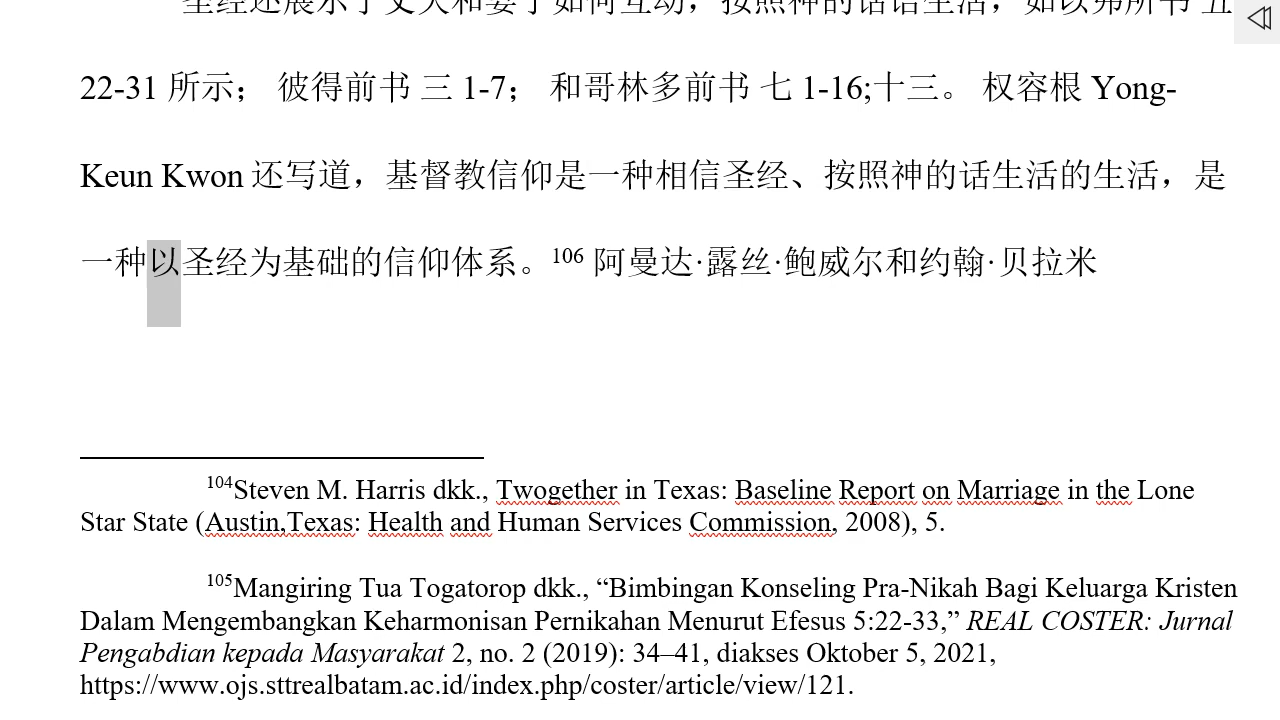 圣经还展示了丈夫和妻子如何互动，按照神的话语生活，如以弗所书 五
22-31 所示； 彼得前书 三 1-7； 和哥林多前书 七 1-16;十三。 权容根 Yong-
Keun Kwon 还写道，基督教信仰是一种相信圣经、按照神的话生活的生活，是
一种以圣经为基础的信仰体系。106 阿曼达·露丝·鲍威尔和约翰·贝拉米
104Steven M. Harris dkk., Twogether in Texas: Baseline Report on Marriage in the Lone
Star State (Austin,Texas: Health and Human Services Commission, 2008), 5.
105Mangiring Tua Togatorop dkk., “Bimbingan Konseling Pra-Nikah Bagi Keluarga Kristen
Dalam Mengembangkan Keharmonisan Pernikahan Menurut Efesus 5:22-33,” REAL COSTER: Jurnal
Pengabdian kepada Masyarakat 2, no. 2 (2019): 34–41, diakses Oktober 5, 2021,
https://www.ojs.sttrealbatam.ac.id/index.php/coster/article/view/121.